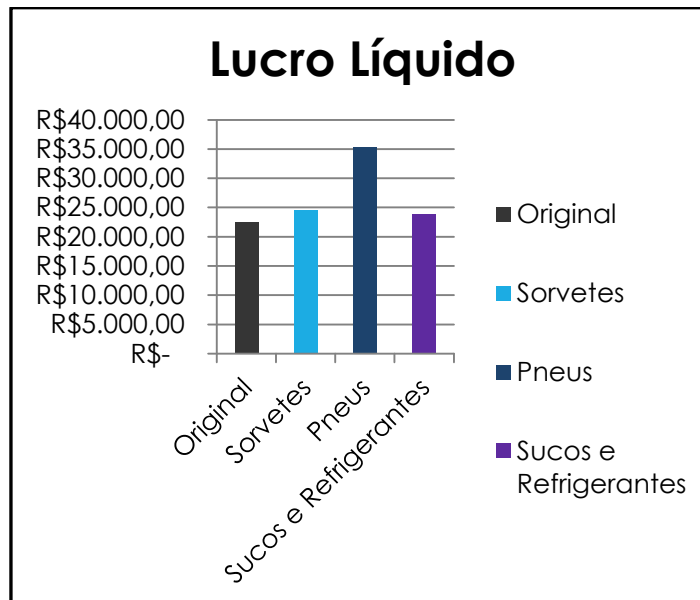 Lucro Líquido
R$40.000,00
R$35.000,00
R$30.000,00
R$25.000,00
R$20.000,00
R$15.000,00
R$10.000,00
R$5.000,00
R$-
Original
Sorvetes
Pneus
Sucos e Refrigerantes
Original
Sorvetes
Pneus
Sucos e
Refrigerantes